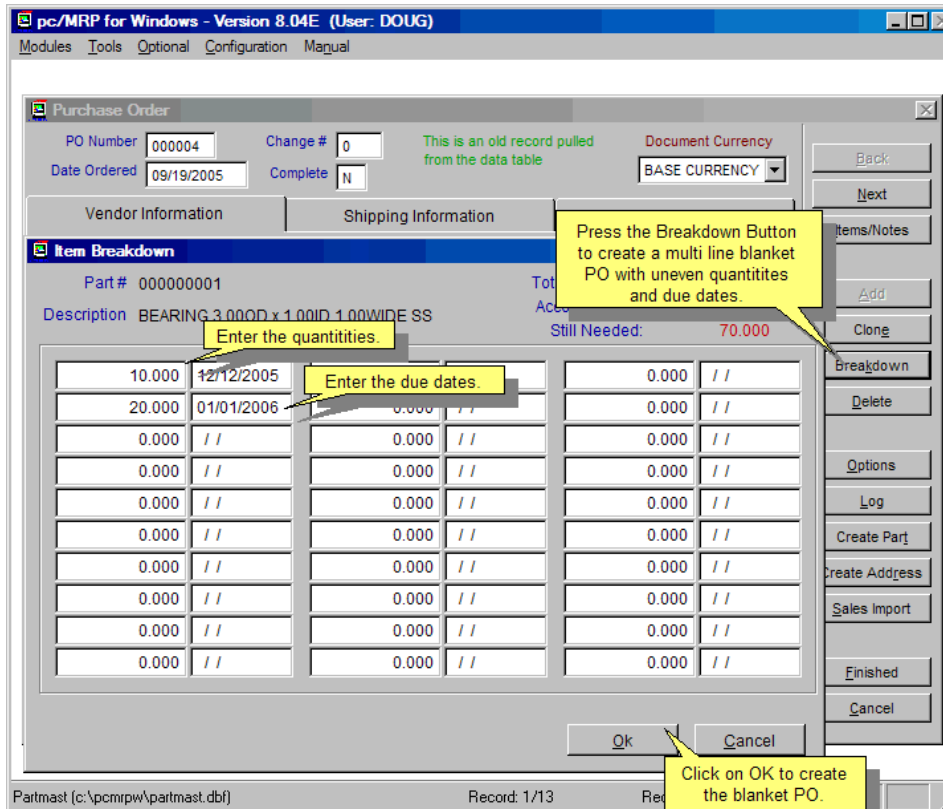 pc/MRP for Windows - Version 8.04E (User: DOUG)
Modules Tools Optional Configuration Manual
Purchase Order
PO Number 000004 Change # 0 This is an old record pulled from the data table Document Currency
Date Ordered 09/19/2005 Complete N BASE CURRENCY
Back
Next
Vendor Information Shipping Information
Items/Notes
Press the Breakdown Button to create a multi line blanket PO with uneven quantitites and due dates.
Item Breakdown
Part # 000000001
Description BEARING 3.00OD x 1.00ID 1.00WIDE SS
Still Needed: 70.000
Add
Clone
Breakdown
Delete
Options
Log
Create Part
Create Address
Sales Import
Finished
Cancel
Enter the quantitities.
Enter the due dates.
10.000 12/12/2005 0.000 / /
20.000 01/01/2006 0.000 0.000 / /
0.000 / / 0.000 / / 0.000 / /
0.000 / / 0.000 / / 0.000 / /
0.000 / / 0.000 / / 0.000 / /
0.000 / / 0.000 / / 0.000 / /
0.000 / / 0.000 / / 0.000 / /
0.000 / / 0.000 / / 0.000 / /
0.000 / / 0.000 / / 0.000 / /
0.000 / / 0.000 / / 0.000 / /
Ok Cancel
Click on OK to create the blanket PO.
Partmast (c:\pcmrpw\partmast.dbf) Record: 1/13